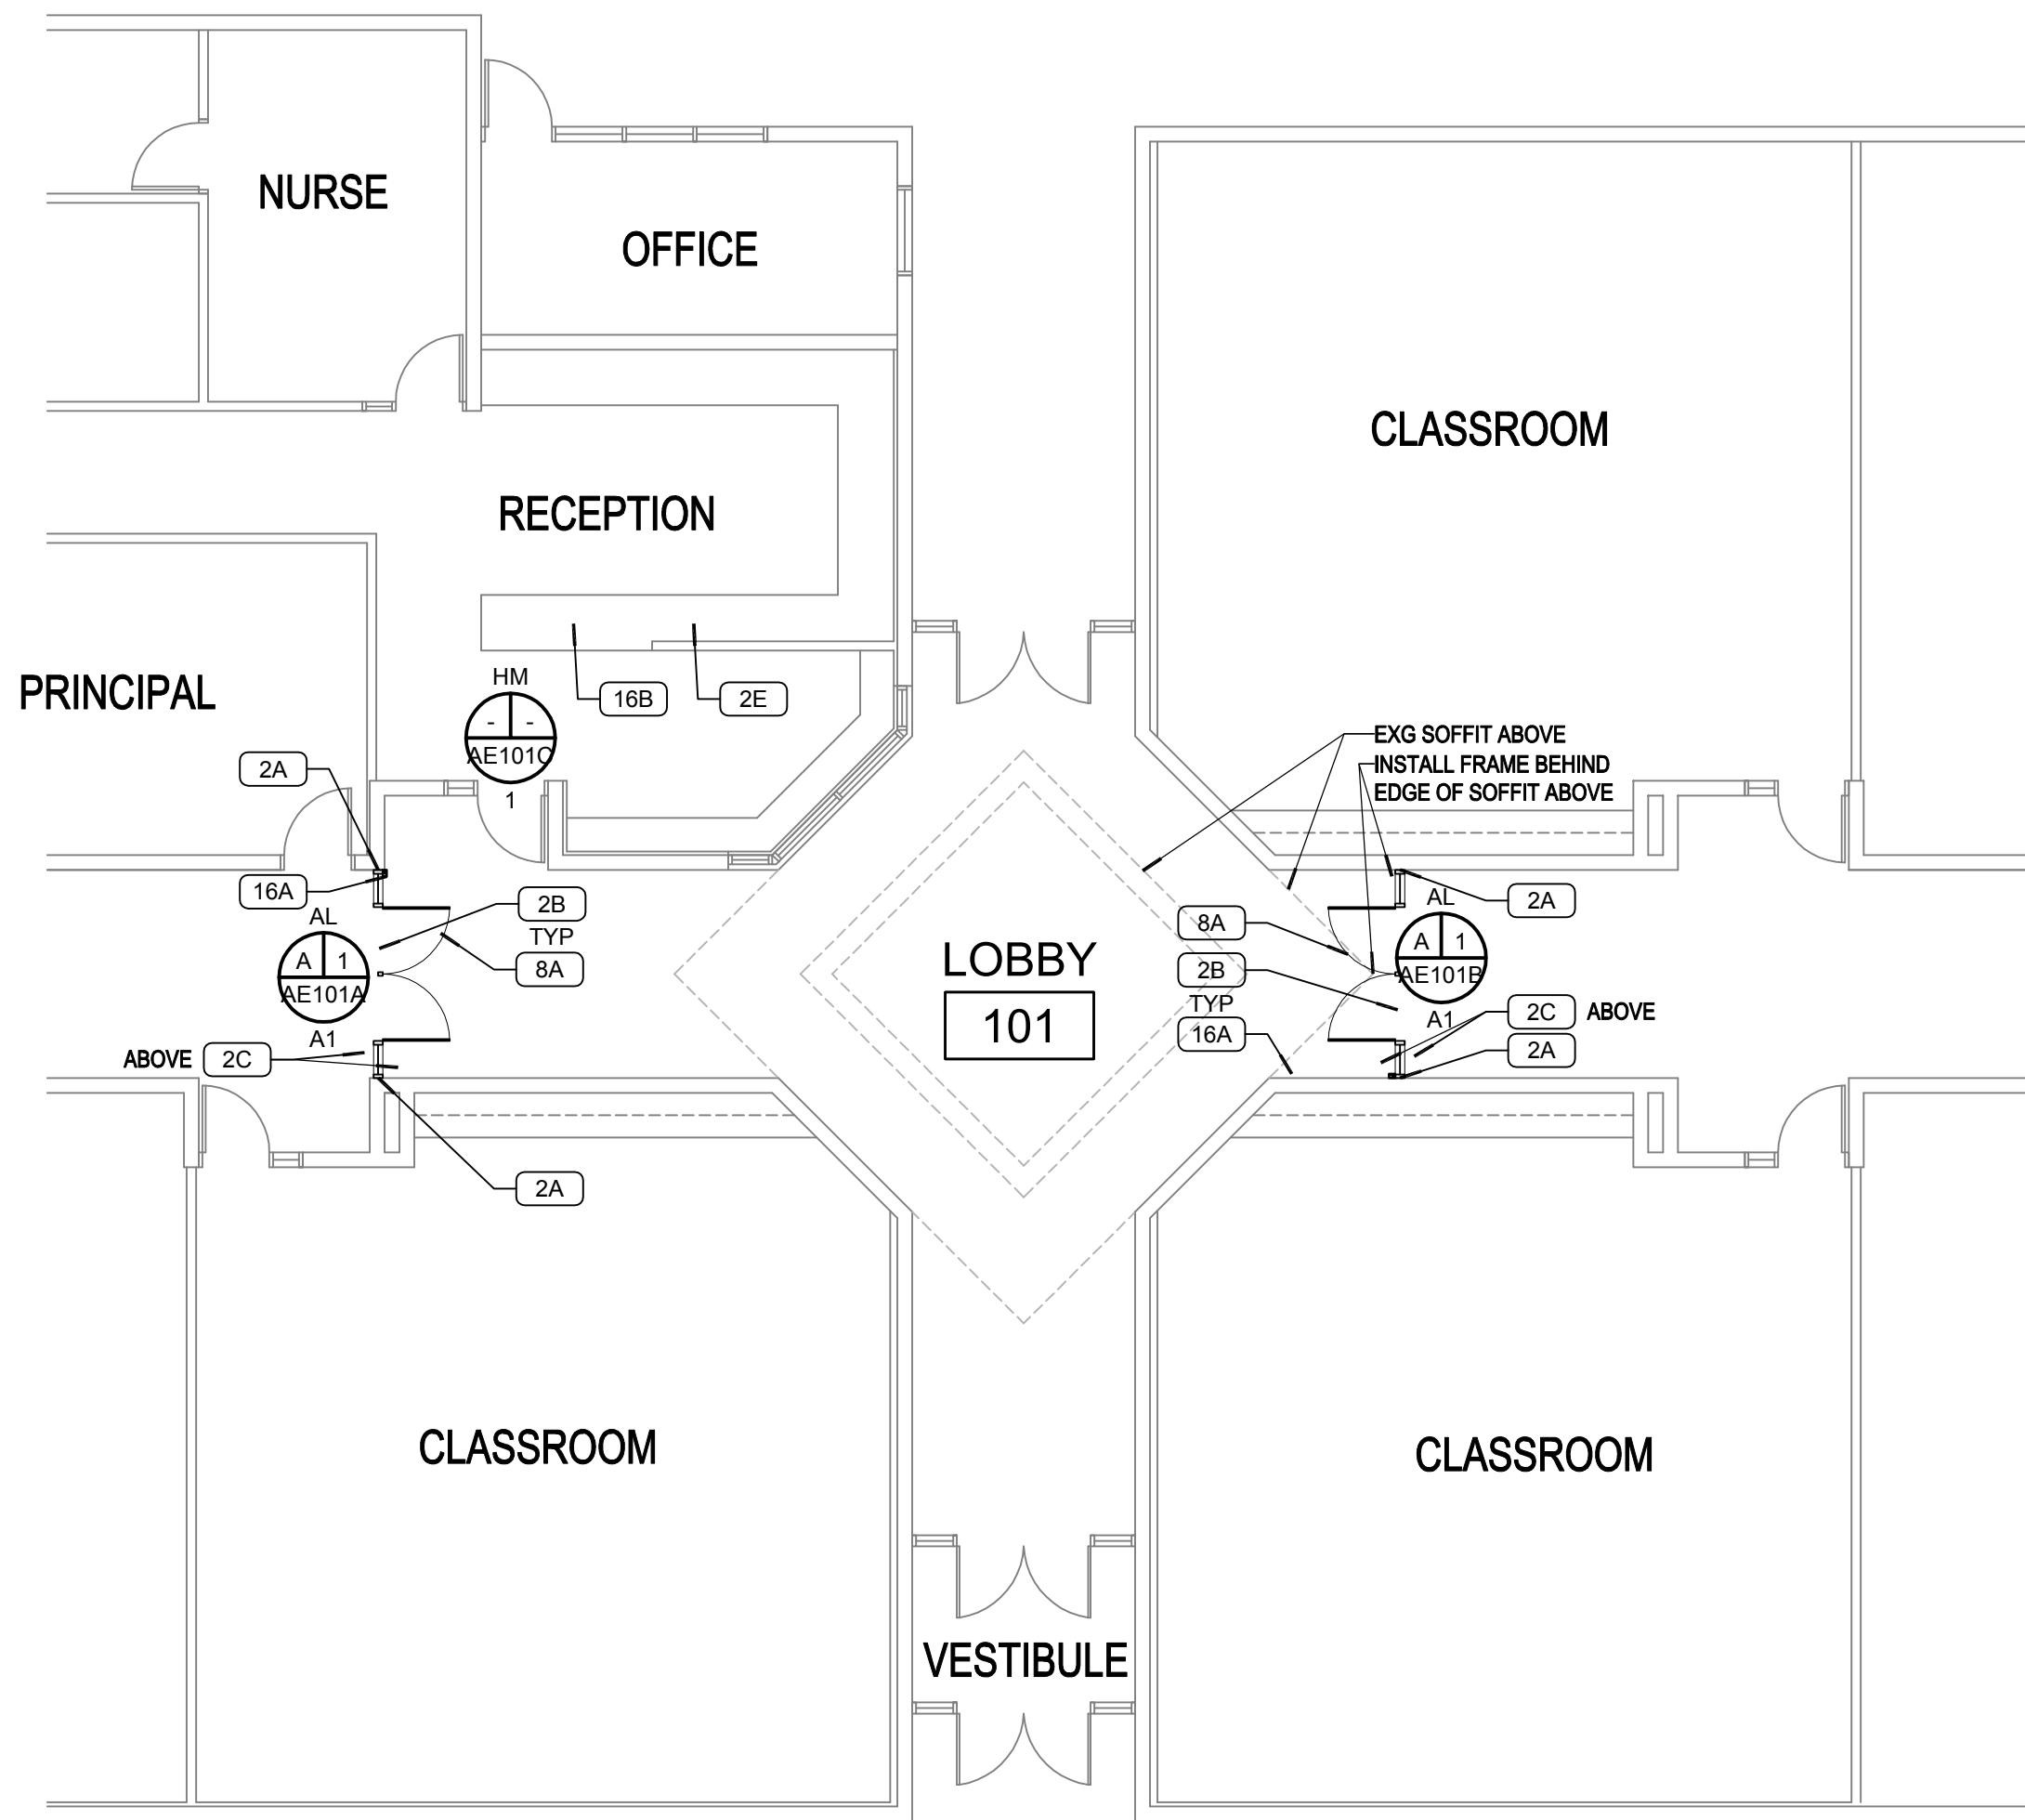 NURSE
OFFICE
CLASSROOM
RECEPTION
PRINCIPAL
HM
- -
AE101C
1
16B
2E
2A
16A
AL
A 1
AE101A
A1
2B
TYP
8A
ABOVE 2C
2A
EXG SOFFIT ABOVE
INSTALL FRAME BEHIND
EDGE OF SOFFIT ABOVE
LOBBY
101
8A
2B
TYP
16A
AL
A 1
AE101B
A1
2A
2C ABOVE
2A
CLASSROOM
CLASSROOM
VESTIBULE